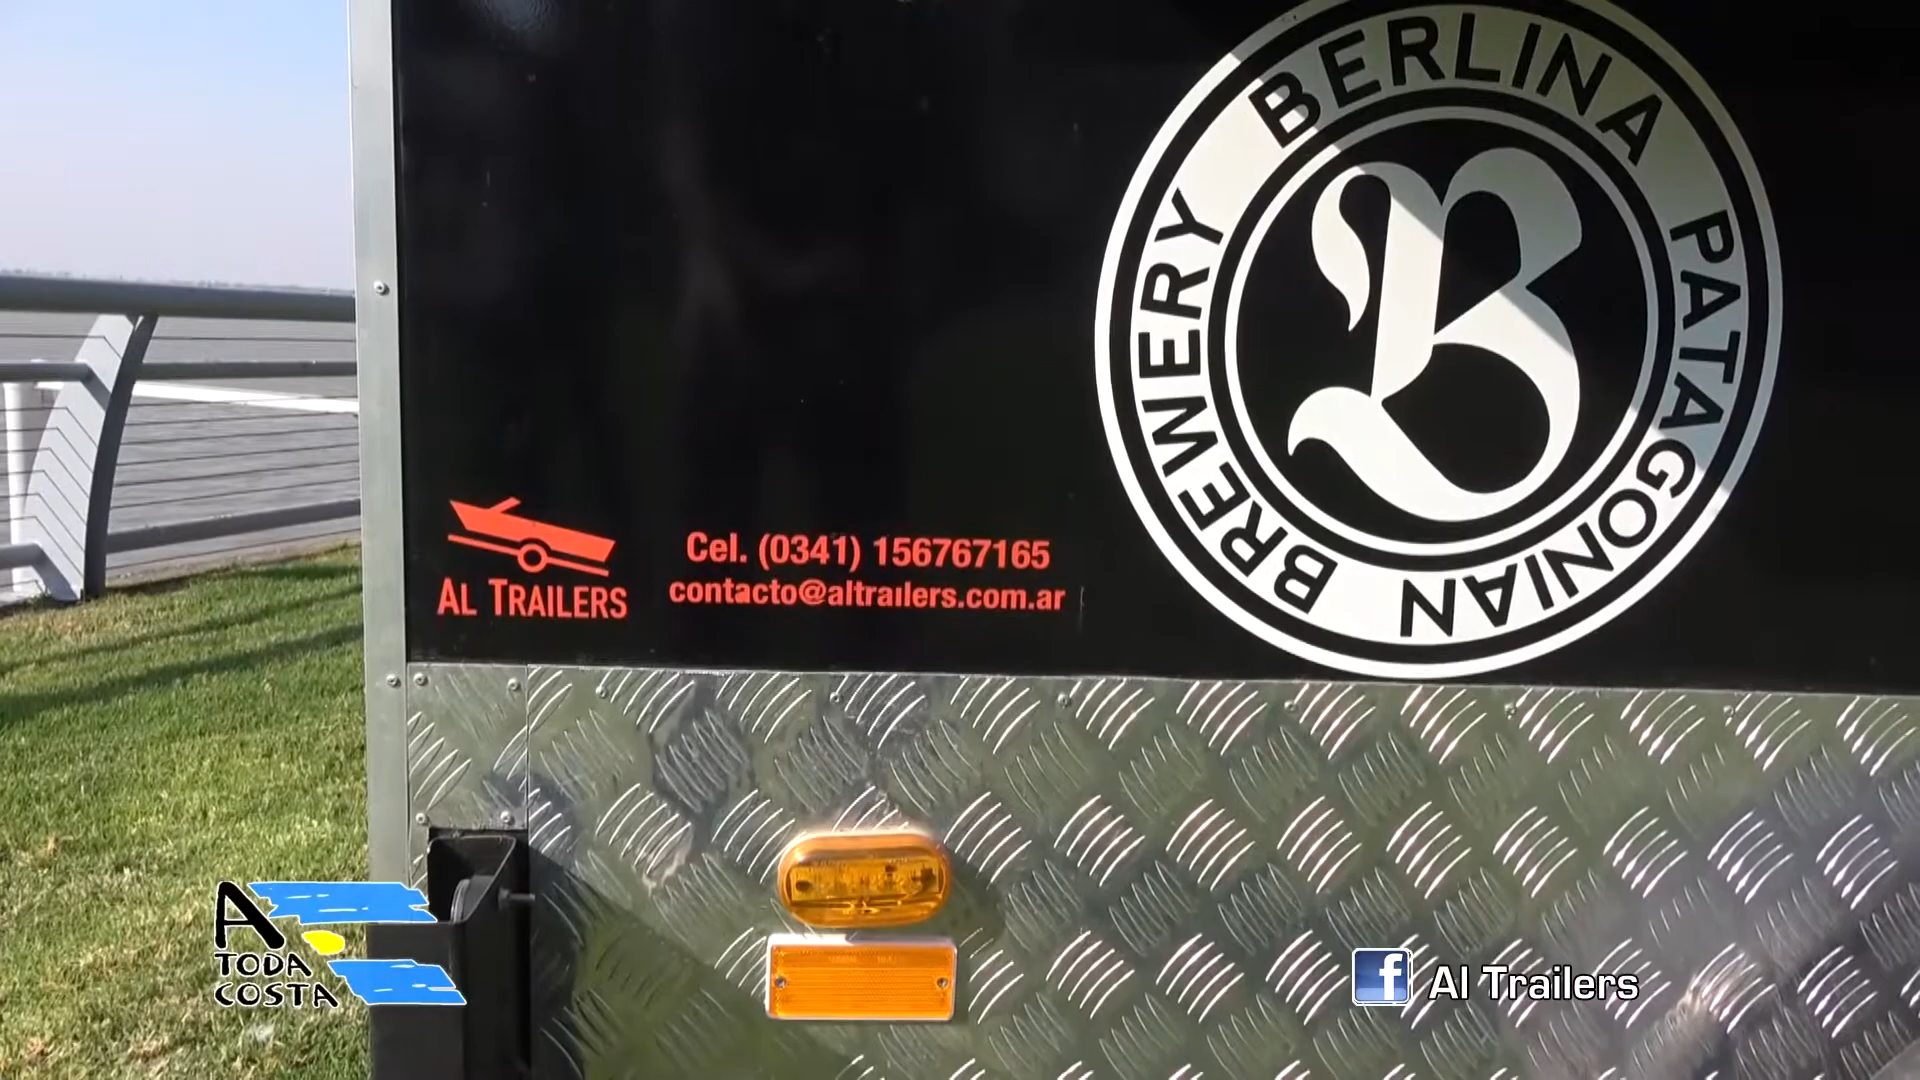 BERLINA PATAGONIAN BREWERY
B
Cel. (0341) 156767165
contacto@altrailers.com.ar
AL TRAILERS
A
TODA
COSTA
f Al Trailers